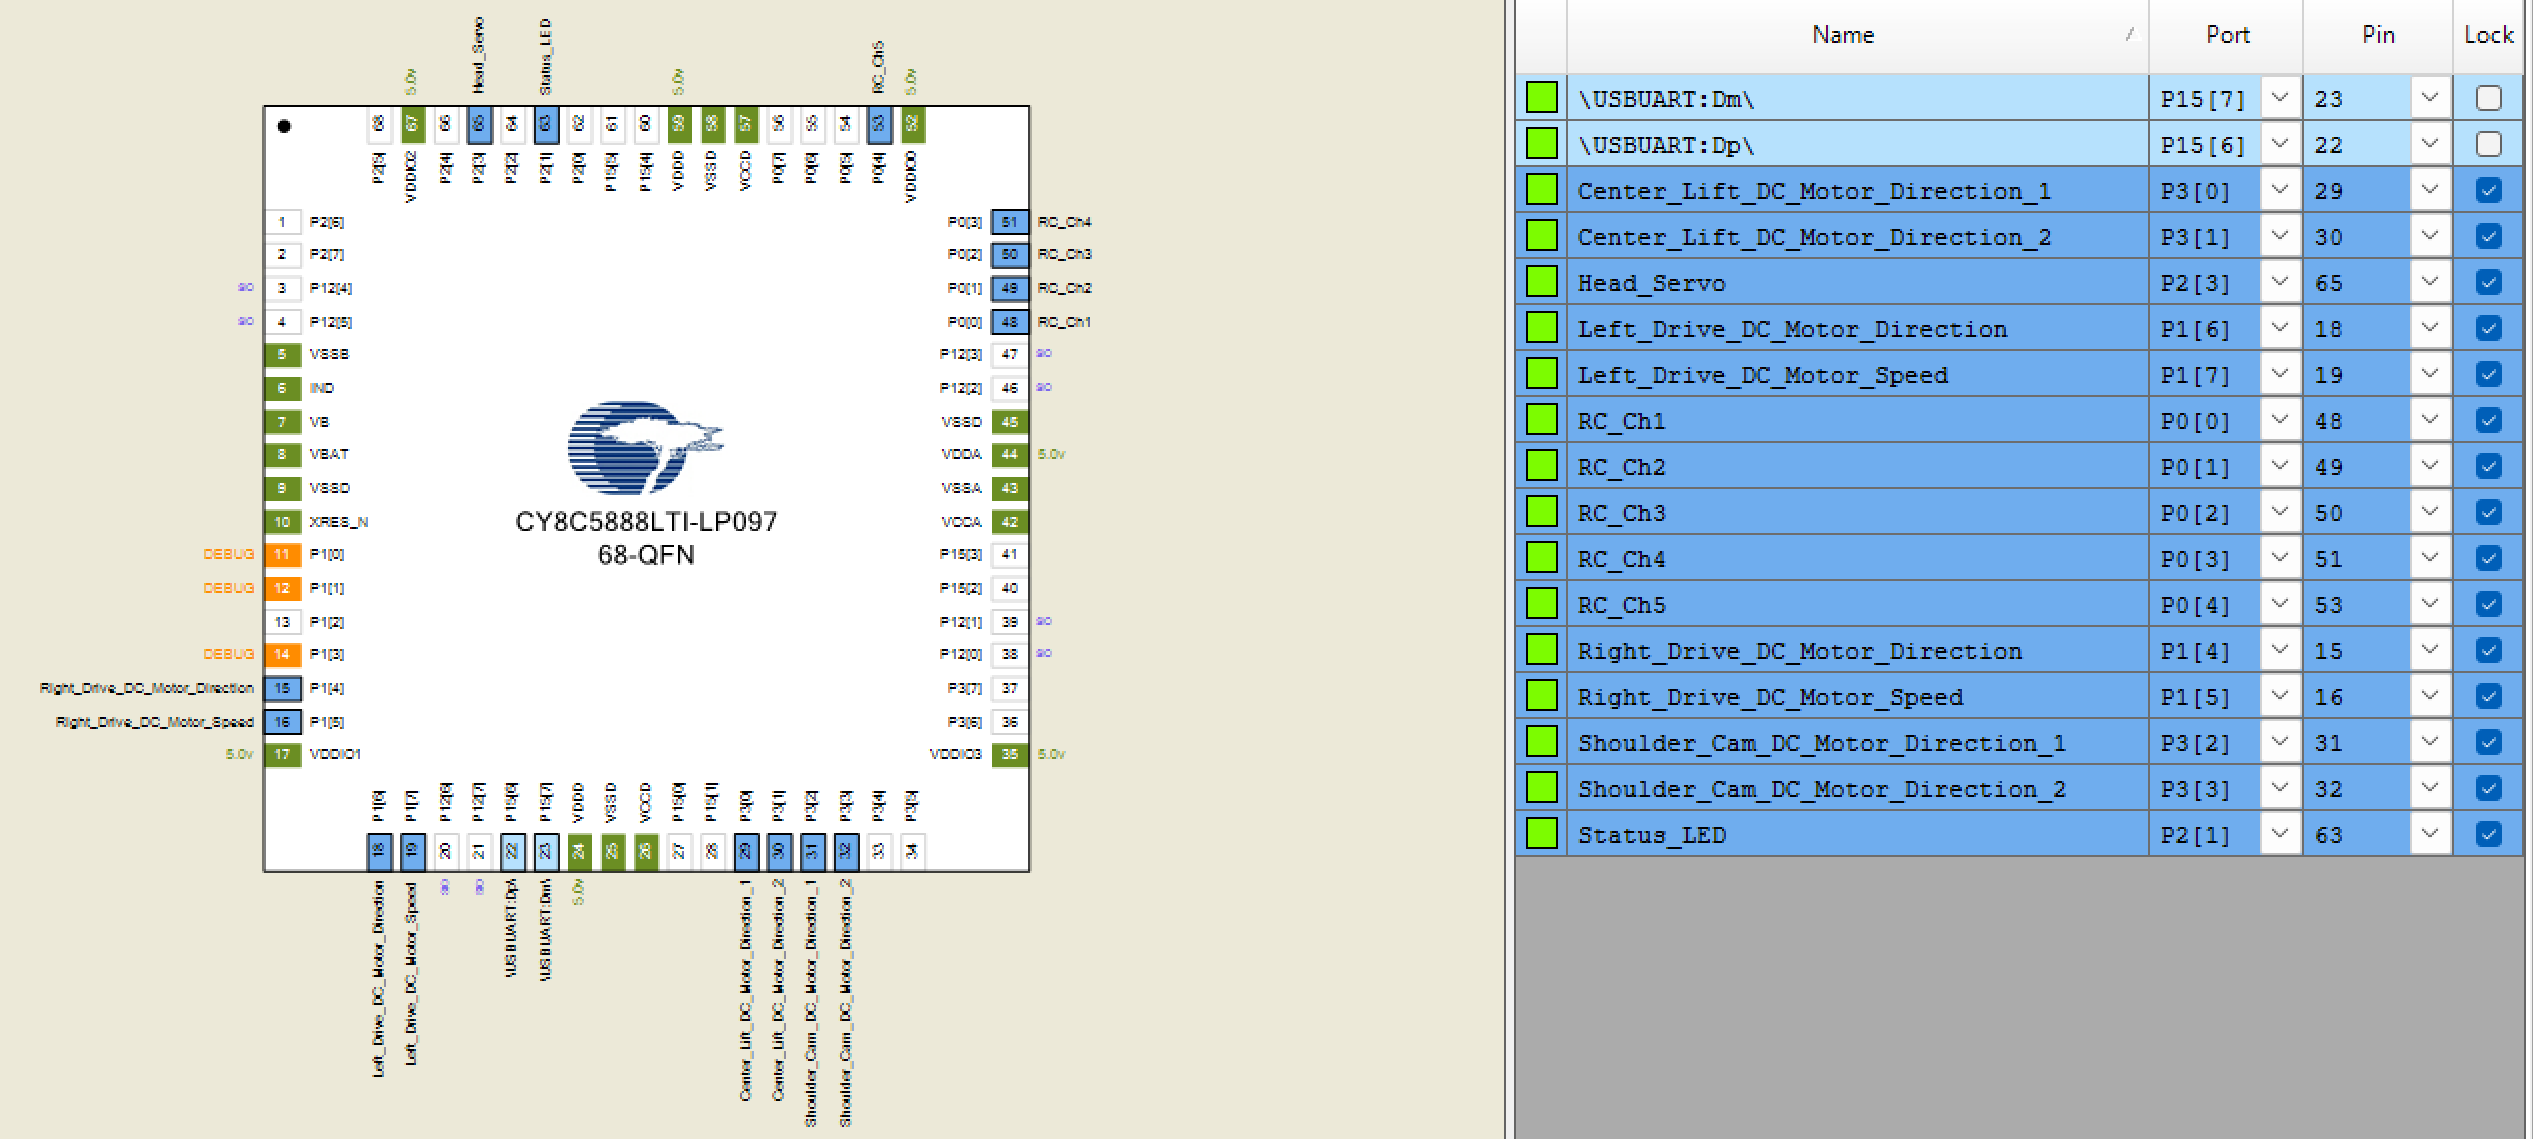 Head_Servo
Status_LED
RC_Ch5
5.0v
5.0v
5.0v
68 67 66 65 64 63 62 61 60 59 58 57 56 55 54 53 52
P2[5] VDDIO2 P2[4] P2[3] P2[2] P2[1] P2[0] P15[5] P15[4] VDDD VSSD VCCD P0[7] P0[6] P0[5] P0[4] VDDIO0
1 P2[6]
2 P2[7]
SIO 3 P12[4]
SIO 4 P12[5]
5 VSSB
6 IND
7 VB
8 VBAT
9 VSSD
10 XRES_N
DEBUG 11 P1[0]
DEBUG 12 P1[1]
13 P1[2]
DEBUG 14 P1[3]
Right_Drive_DC_Motor_Direction 15 P1[4]
Right_Drive_DC_Motor_Speed 16 P1[5]
5.0v 17 VDDIO1
CY8C5888LTI-LP097
68-QFN
P0[3] 51 RC_Ch4
P0[2] 50 RC_Ch3
P0[1] 49 RC_Ch2
P0[0] 48 RC_Ch1
P12[3] 47 SIO
P12[2] 46 SIO
VSSD 45
VDDA 44 5.0v
VSSA 43
VCCA 42
P15[3] 41
P15[2] 40
P12[1] 39 SIO
P12[0] 38 SIO
P3[7] 37
P3[6] 36
VDDIO3 35 5.0v
P1[6] P1[7] P12[6] P12[7] P15[6] P15[7] VDDD VSSD VCCD P15[0] P15[1] P3[0] P3[1] P3[2] P3[3] P3[4] P3[5]
18 19 20 21 22 23 24 25 26 27 28 29 30 31 32 33 34
Left_Drive_DC_Motor_Direction
Left_Drive_DC_Motor_Speed
SIO
SIO
\USBUART:Dp\
\USBUART:Dm\
5.0v
Center_Lift_DC_Motor_Direction_1
Center_Lift_DC_Motor_Direction_2
Shoulder_Cam_DC_Motor_Direction_1
Shoulder_Cam_DC_Motor_Direction_2
Name Port Pin Lock
\USBUART:Dm\ P15[7] 23
\USBUART:Dp\ P15[6] 22
Center_Lift_DC_Motor_Direction_1 P3[0] 29
Center_Lift_DC_Motor_Direction_2 P3[1] 30
Head_Servo P2[3] 65
Left_Drive_DC_Motor_Direction P1[6] 18
Left_Drive_DC_Motor_Speed P1[7] 19
RC_Ch1 P0[0] 48
RC_Ch2 P0[1] 49
RC_Ch3 P0[2] 50
RC_Ch4 P0[3] 51
RC_Ch5 P0[4] 53
Right_Drive_DC_Motor_Direction P1[4] 15
Right_Drive_DC_Motor_Speed P1[5] 16
Shoulder_Cam_DC_Motor_Direction_1 P3[2] 31
Shoulder_Cam_DC_Motor_Direction_2 P3[3] 32
Status_LED P2[1] 63